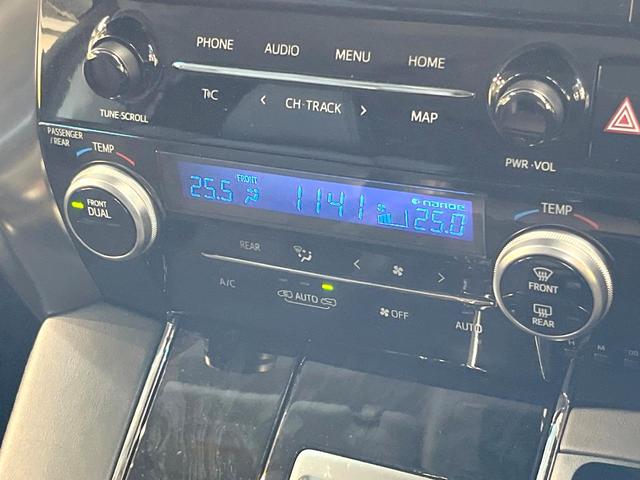 PHONE AUDIO MENU HOME
T°C ‹ CH·TRACK › MAP
TUNE·SCROLL
PWR·VOL
PASSENGER
/REAR
TEMP
FRONT
DUAL
25.5 FRONT 11:41 nanoe 25.0
TEMP
FRONT
REAR
REAR ‹ ›
A/C AUTO OFF AUTO
H M